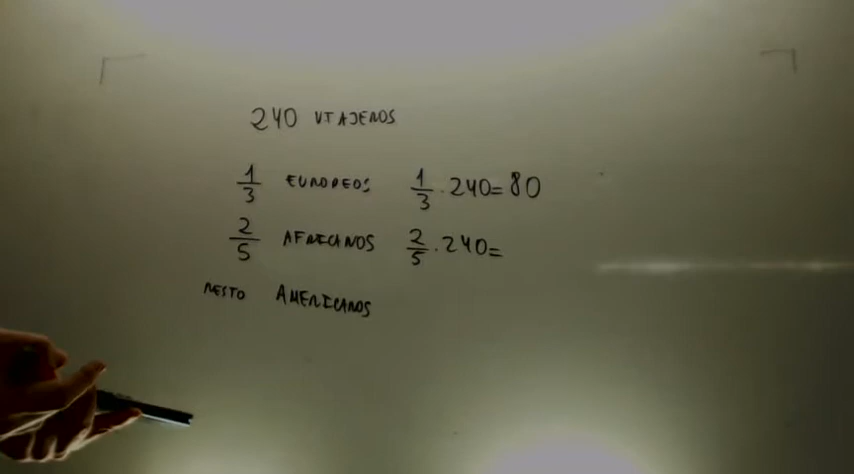 240 VIAJEROS
1/3 EUROPEOS 1/3 · 240 = 80
2/5 AFRICANOS 2/5 · 240 =
RESTO AMERICANOS